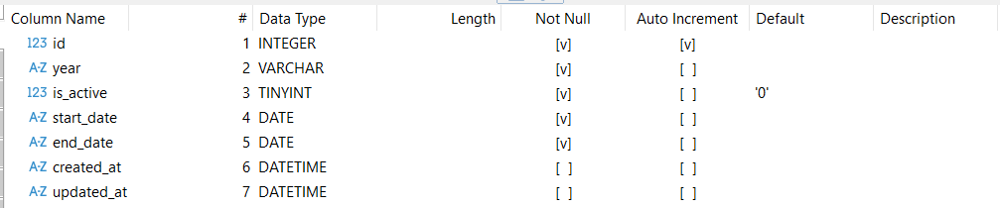 Column Name # Data Type Length Not Null Auto Increment Default Description
123 id 1 INTEGER [v] [v]
A-Z year 2 VARCHAR [v] [ ]
123 is_active 3 TINYINT [v] [ ] '0'
A-Z start_date 4 DATE [v] [ ]
A-Z end_date 5 DATE [v] [ ]
A-Z created_at 6 DATETIME [ ] [ ]
A-Z updated_at 7 DATETIME [ ] [ ]